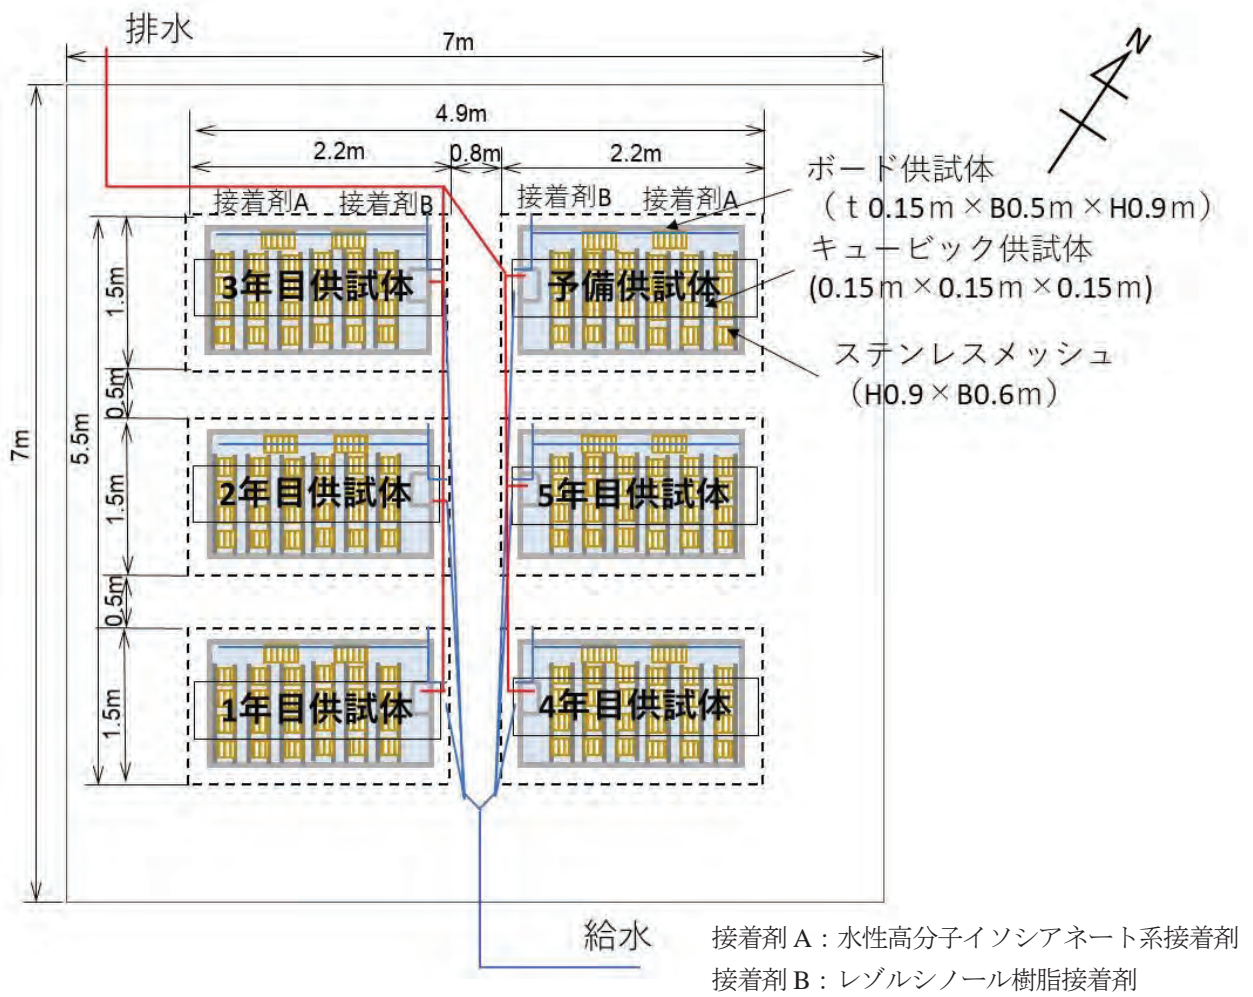 排水
7m
N
4.9m
2.2m
0.8m
2.2m
接着剤A
接着剤B
接着剤B
接着剤A
ボード供試体
（ｔ0.15ｍ×B0.5ｍ×H0.9ｍ）
キュービック供試体
(0.15ｍ×0.15ｍ×0.15ｍ)
ステンレスメッシュ
（H0.9×B0.6ｍ）
3年目供試体
予備供試体
1.5m
0.5m
7m
5.5m
2年目供試体
5年目供試体
1.5m
0.5m
1年目供試体
4年目供試体
1.5m
給水
接着剤 A：水性高分子イソシアネート系接着剤
接着剤 B：レゾルシノール樹脂接着剤